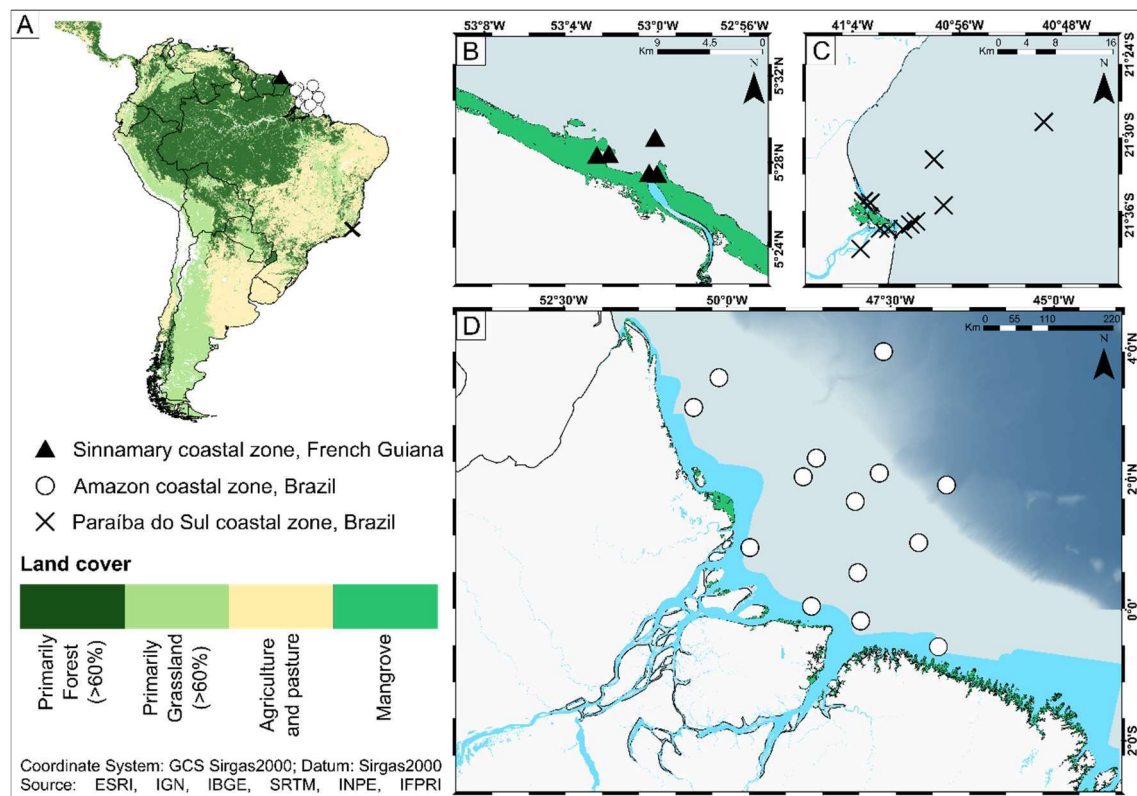 A
Sinnamary coastal zone, French Guiana
Amazon coastal zone, Brazil
Paraíba do Sul coastal zone, Brazil
Land cover
Primarily
Forest
(>60%)
Primarily
Grassland
(>60%)
Agriculture
and pasture
Mangrove
Coordinate System: GCS Sirgas2000; Datum: Sirgas2000
Source: ESRI, IGN, IBGE, SRTM, INPE, IFPRI
53°8'W 53°4'W 53°0'W 52°56'W
B
Km 9 4.5 0
N
5°32'N
5°28'N
5°24'N
41°4'W 40°56'W 40°48'W
C
Km 0 4 8 16
N
21°24'S
21°30'S
21°36'S
52°30'W 50°0'W 47°30'W 45°0'W
D
Km 0 55 110 220
N
4°0'N
2°0'N
0°0'
2°0'S